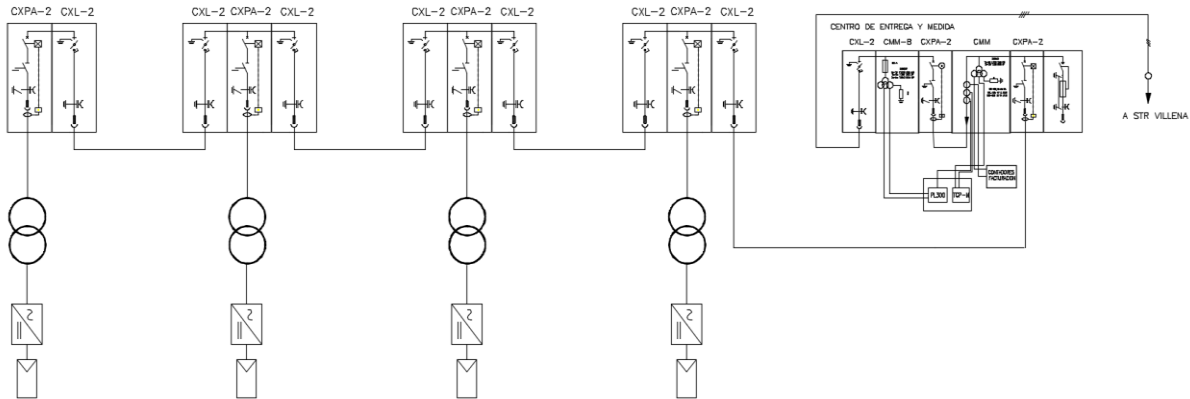 CXPA-2 CXL-2
CXL-2 CXPA-2 CXL-2
CXL-2 CXPA-2 CXL-2
CXL-2 CXPA-2 CXL-2
CENTRO DE ENTREGA Y MEDIDA
CXL-2 CMM-B CXPA-2 CMM CXPA-2
A STR VILLENA
CONTADORES
FACTURACION
PL300
TCP-M